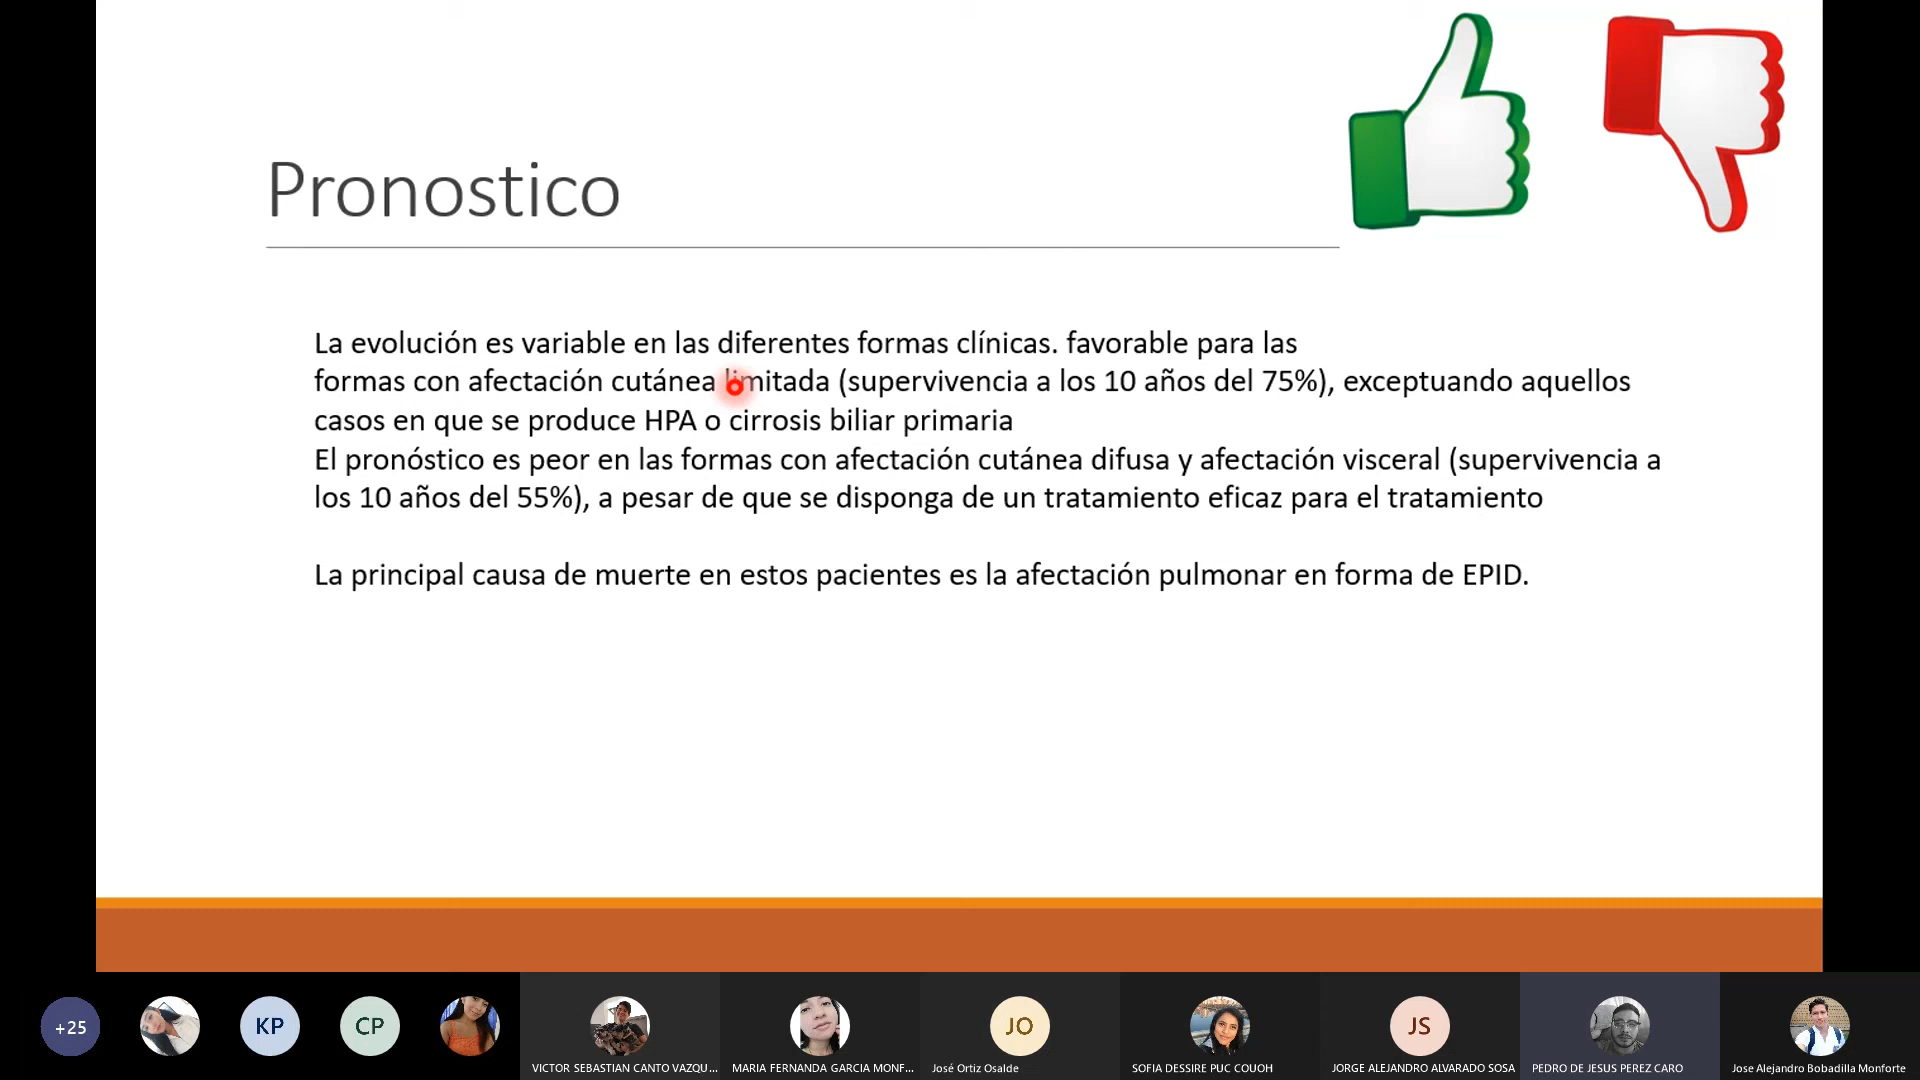 Pronostico
La evolución es variable en las diferentes formas clínicas. favorable para las
formas con afectación cutánea limitada (supervivencia a los 10 años del 75%), exceptuando aquellos
casos en que se produce HPA o cirrosis biliar primaria
El pronóstico es peor en las formas con afectación cutánea difusa y afectación visceral (supervivencia a
los 10 años del 55%), a pesar de que se disponga de un tratamiento eficaz para el tratamiento
La principal causa de muerte en estos pacientes es la afectación pulmonar en forma de EPID.
+25
KP
CP
JO
JS
VICTOR SEBASTIAN CANTO VAZQU...
MARIA FERNANDA GARCIA MONF...
José Ortiz Osalde
SOFIA DESSIRE PUC COUOH
JORGE ALEJANDRO ALVARADO SOSA
PEDRO DE JESUS PEREZ CARO
Jose Alejandro Bobadilla Monforte